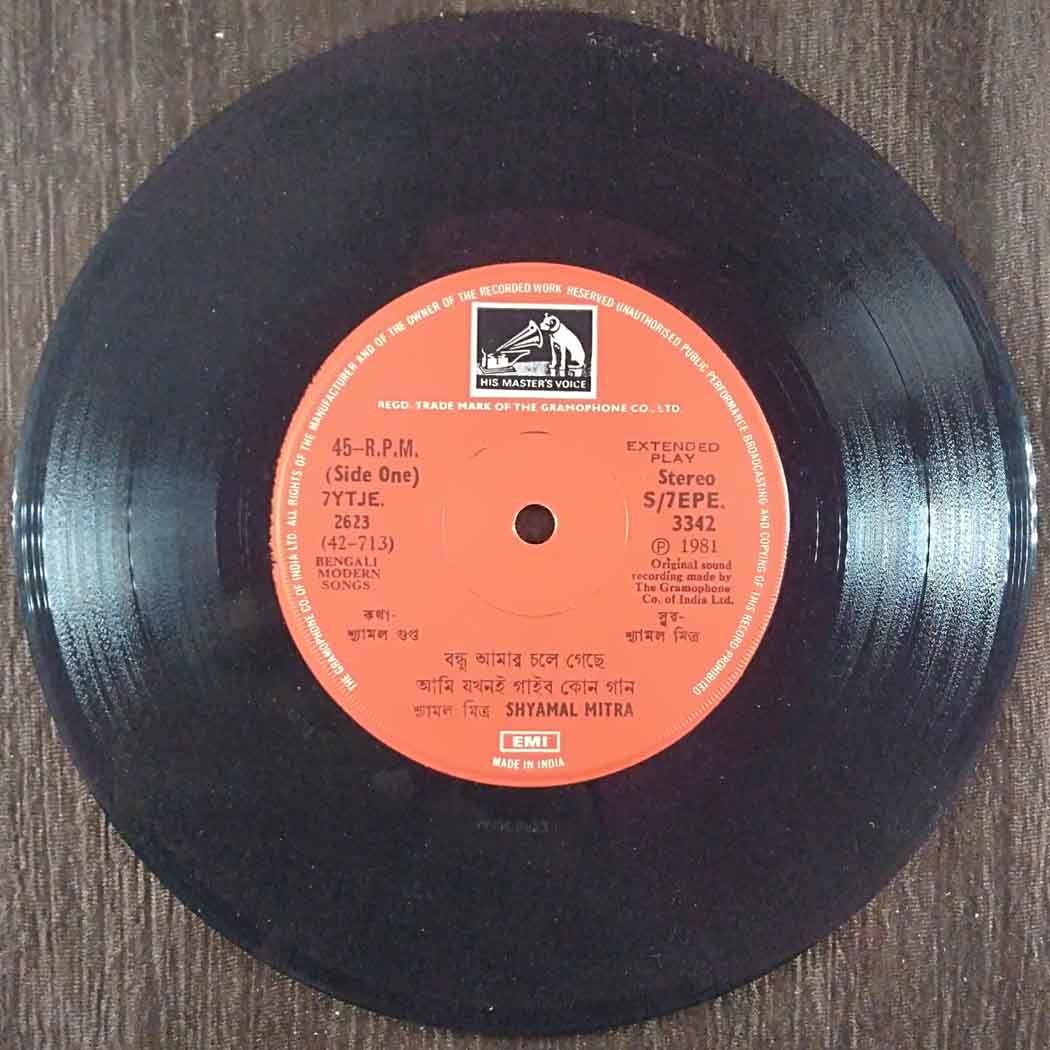 THE GRAMOPHONE CO OF INDIA LTD. ALL RIGHTS OF THE MANUFACTURER AND OF THE OWNER OF THE RECORDED WORK RESERVED UNAUTHORISED PUBLIC PERFORMANCE BROADCASTING AND COPYING OF THIS RECORD PROHIBITED
HIS MASTER'S VOICE
REGD. TRADE MARK OF THE GRAMOPHONE CO., LTD.
45–R.P.M.
(Side One)
7YTJE.
2623
(42–713)
BENGALI
MODERN
SONGS
EXTENDED
PLAY
Stereo
S/7EPE.
3342
Ⓟ 1981
Original sound
recording made by
The Gramophone
Co. of India Ltd.
কথা-
শ্যামল গুপ্ত
সুর-
শ্যামল মিত্র
বন্ধু আমার চলে গেছে
আমি যখনই গাইব কোন গান
শ্যামল মিত্র SHYAMAL MITRA
EMI
MADE IN INDIA